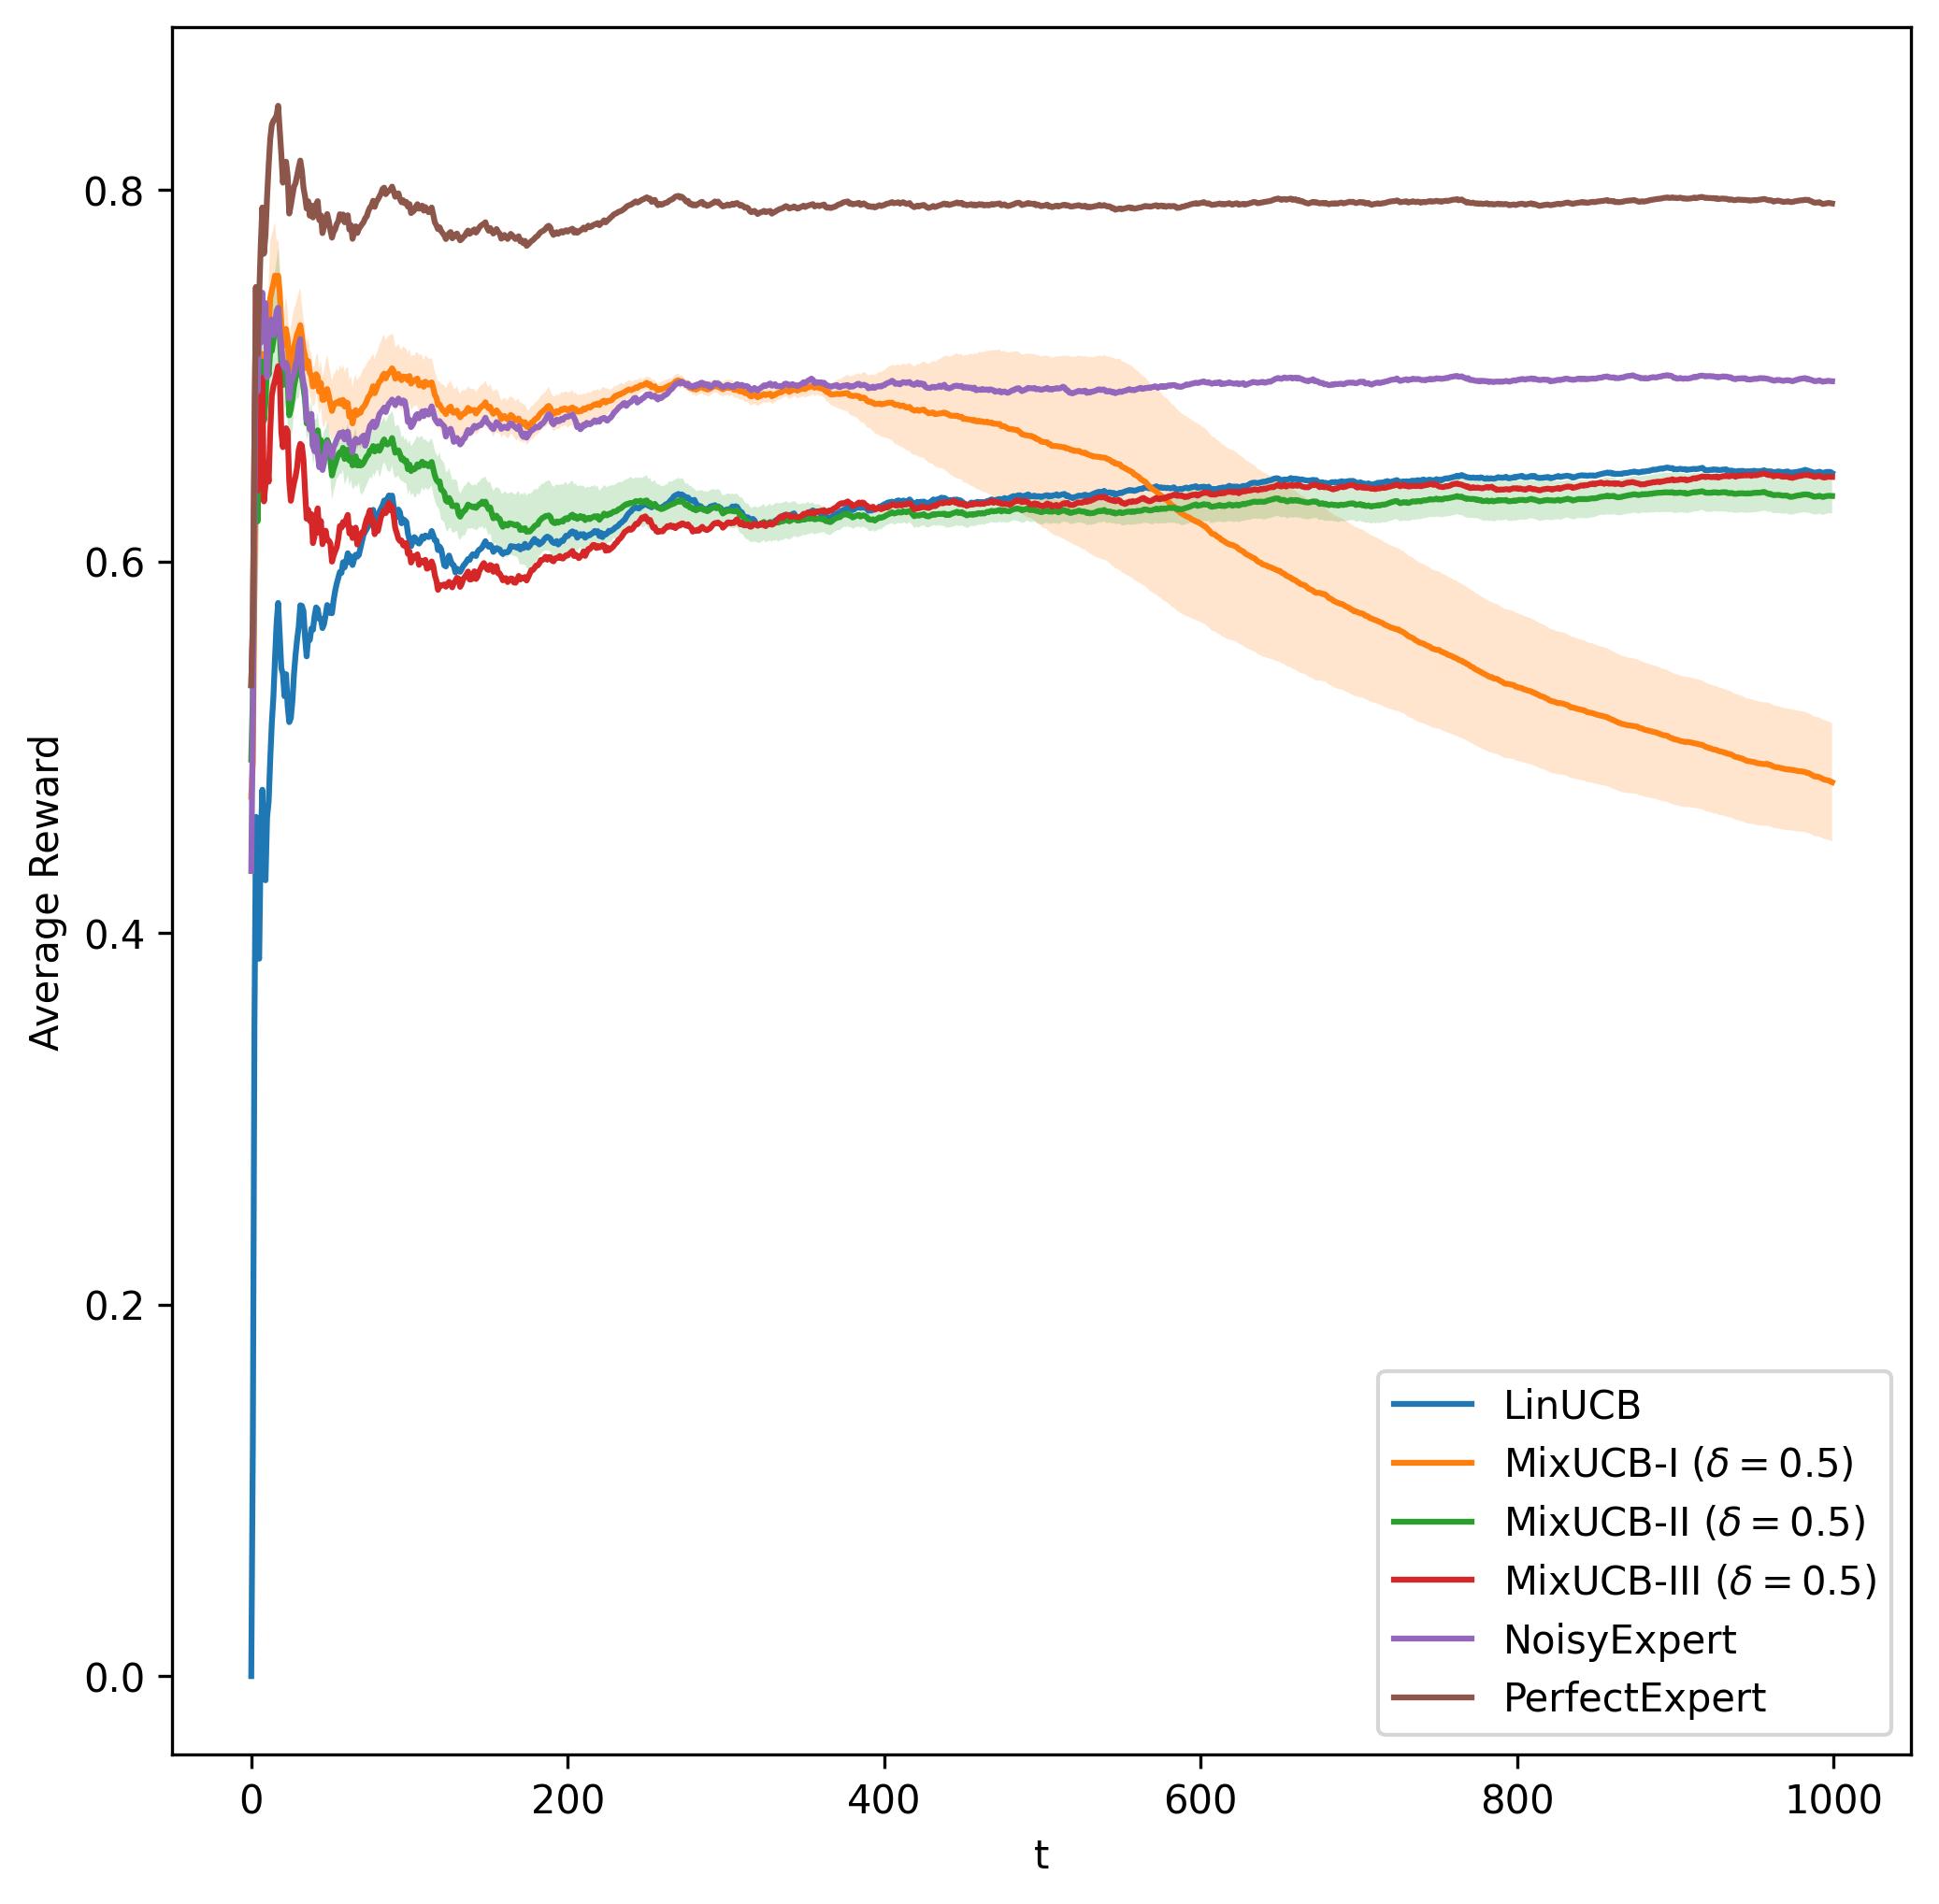 Average Reward
0.8
0.6
0.4
0.2
0.0
0
200
400
600
800
1000
t
LinUCB
MixUCB-I (δ = 0.5)
MixUCB-II (δ = 0.5)
MixUCB-III (δ = 0.5)
NoisyExpert
PerfectExpert